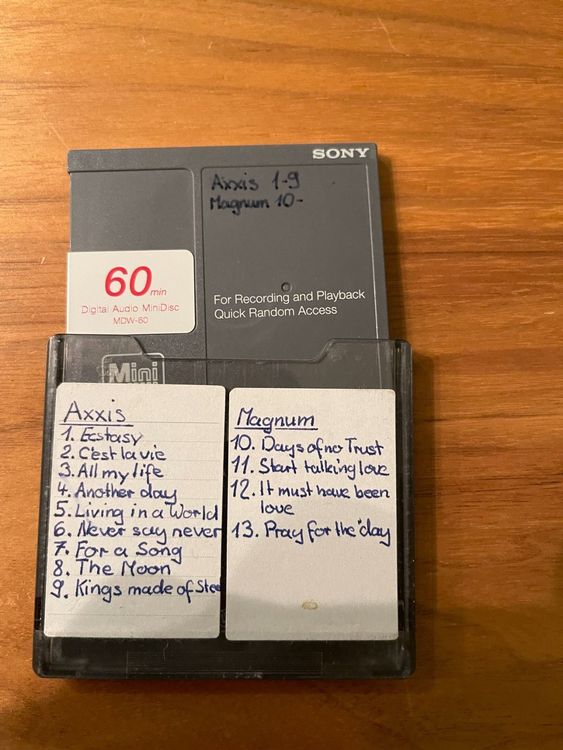 SONY
Axxis 1-9
Magnum 10-
60 min
Digital Audio MiniDisc
MDW-60
For Recording and Playback
Quick Random Access
Mini
Axxis
1. Ecstasy
2. C'est la vie
3. All my life
4. Another day
5. Living in a World
6. Never say never
7. For a Song
8. The Moon
9. Kings made of Stee
Magnum
10. Days of no Trust
11. Start talking love
12. It must have been
love
13. Pray for the day